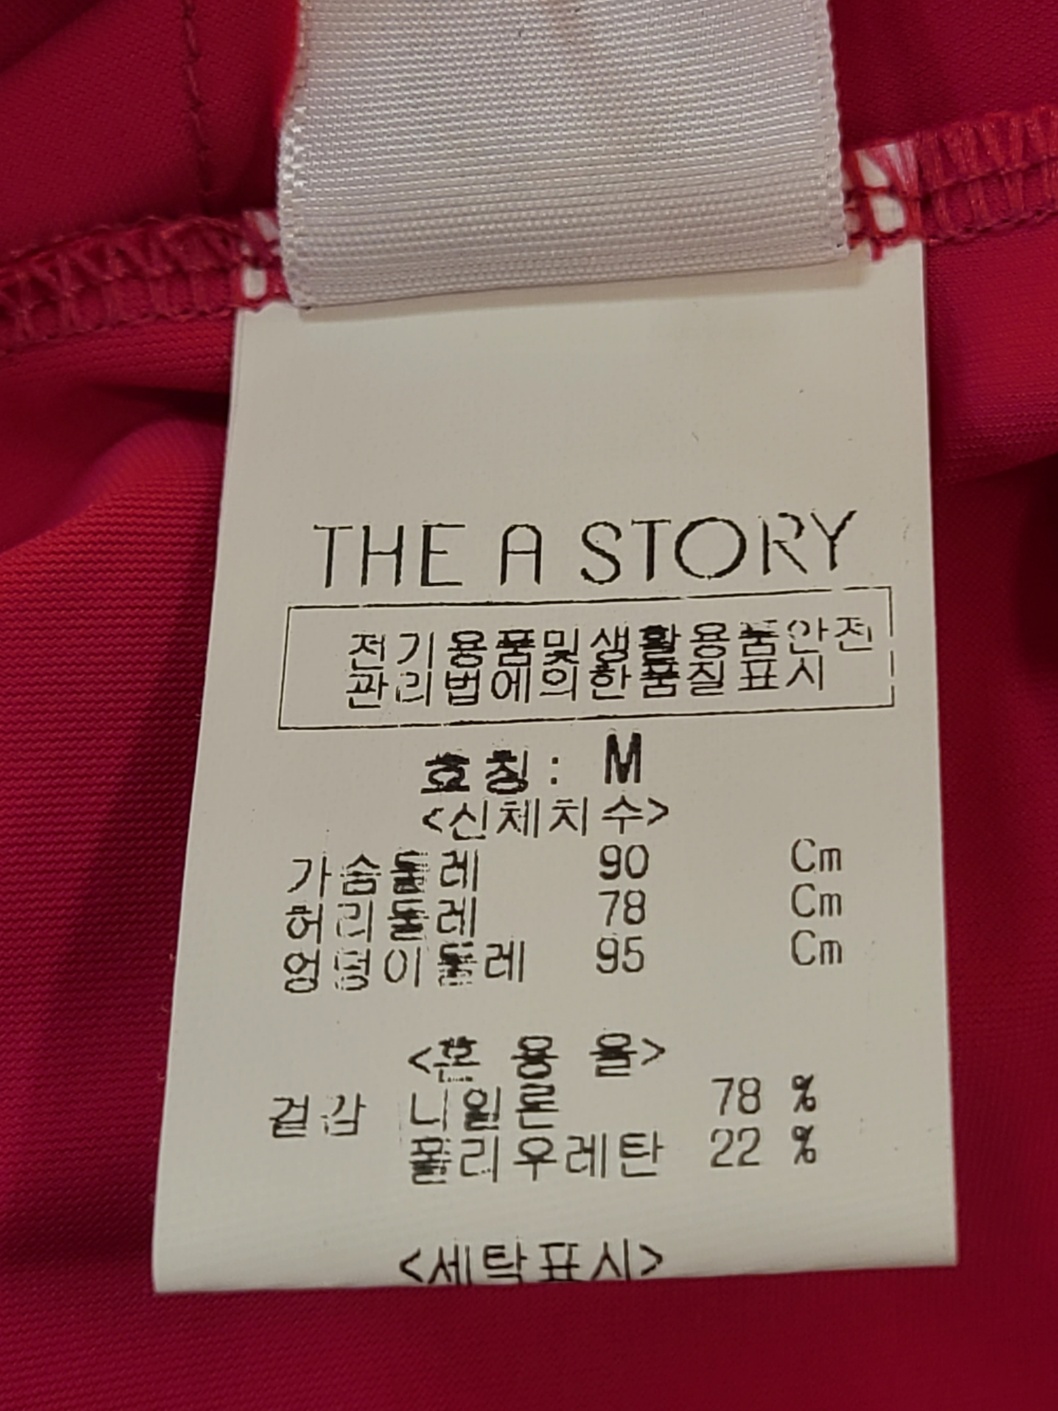 THE A STORY
전기용품및생활용품안전
관리법에의한품질표시
호칭: M
<신체치수>
가슴둘레 90 Cm
허리둘레 78 Cm
엉덩이둘레 95 Cm
<혼 용 율>
겉감 나일론 78 %
폴리우레탄 22 %
<세탁표시>